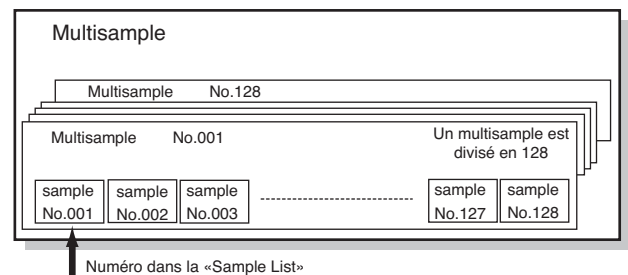 Multisample
Multisample No.128
Multisample No.001
Un multisample est
divisé en 128
sample sample sample sample sample
No.001 No.002 No.003 No.127 No.128
Numéro dans la «Sample List»